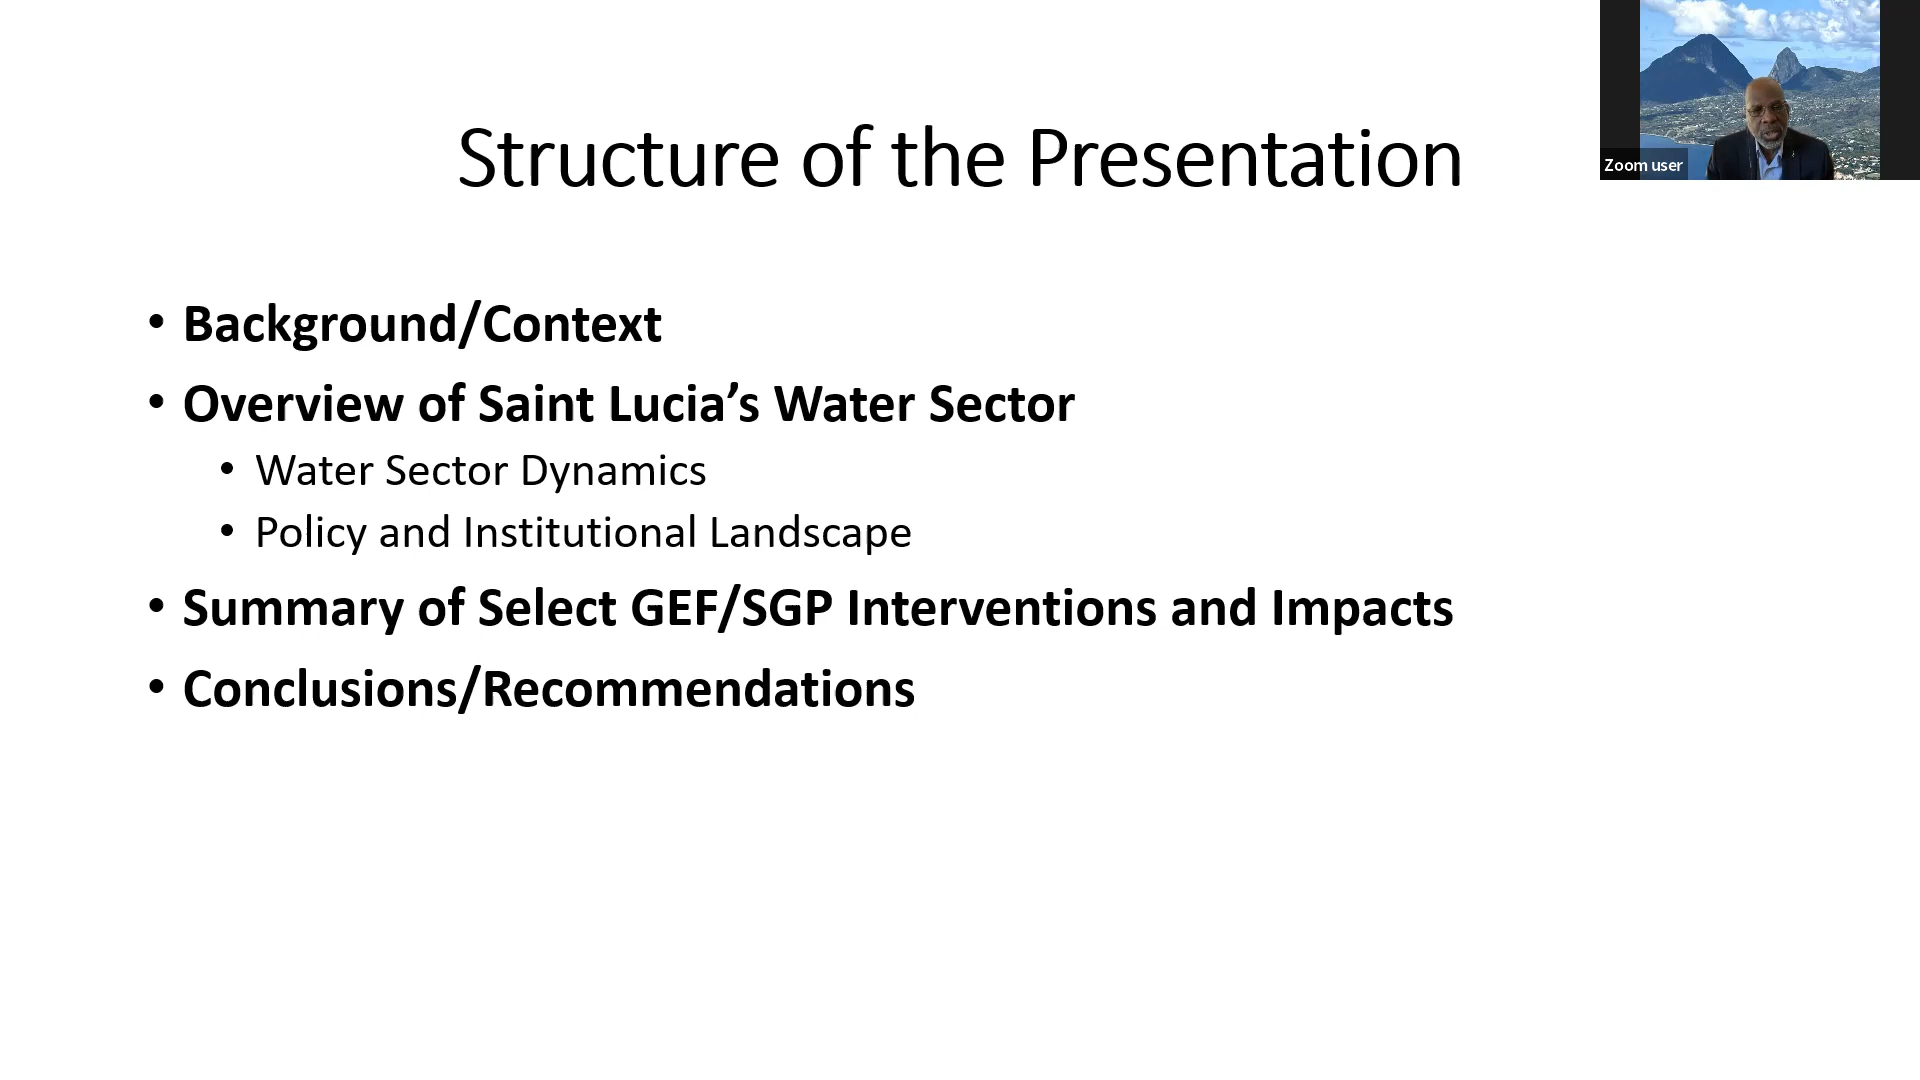 Structure of the Presentation
Zoom user
• Background/Context
• Overview of Saint Lucia’s Water Sector
• Water Sector Dynamics
• Policy and Institutional Landscape
• Summary of Select GEF/SGP Interventions and Impacts
• Conclusions/Recommendations